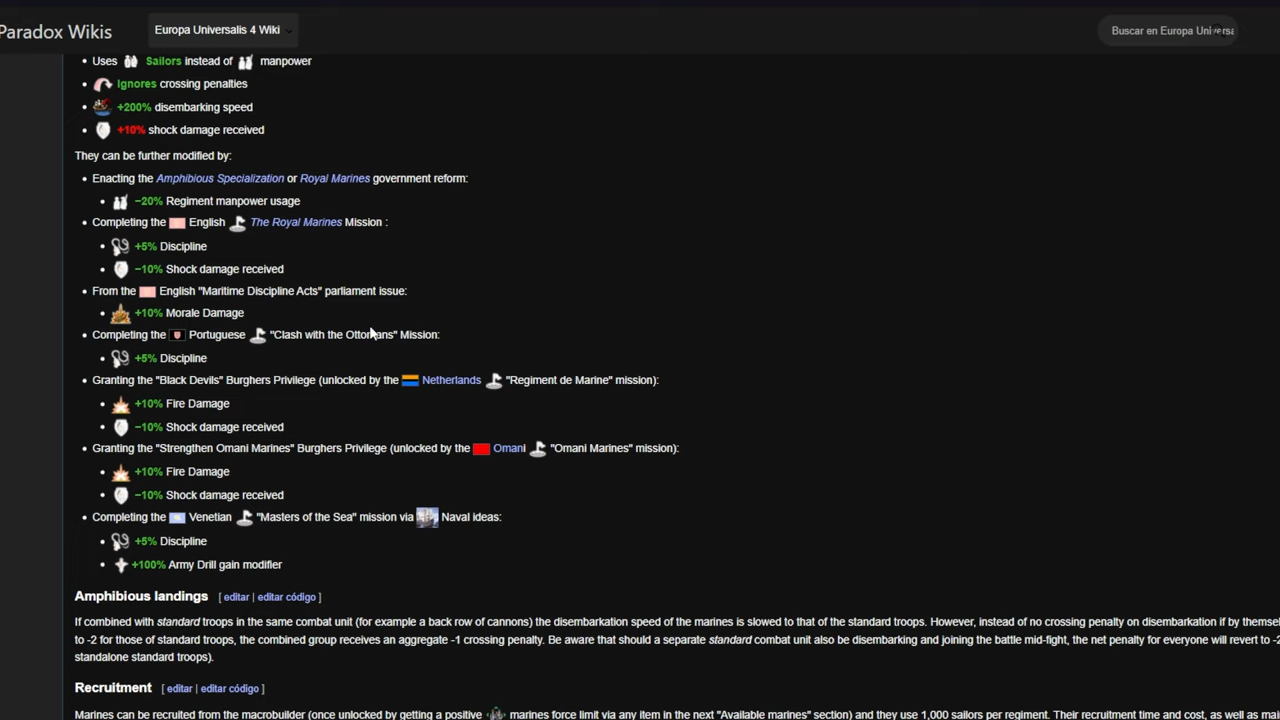 Paradox Wikis
Europa Universalis 4 Wiki
Buscar en Europa Universa
Uses Sailors instead of manpower
Ignores crossing penalties
+200% disembarking speed
+10% shock damage received
They can be further modified by:
Enacting the Amphibious Specialization or Royal Marines government reform:
−20% Regiment manpower usage
Completing the English The Royal Marines Mission :
+5% Discipline
−10% Shock damage received
From the English "Maritime Discipline Acts" parliament issue:
+10% Morale Damage
Completing the Portuguese "Clash with the Ottomans" Mission:
+5% Discipline
Granting the "Black Devils" Burghers Privilege (unlocked by the Netherlands "Regiment de Marine" mission):
+10% Fire Damage
−10% Shock damage received
Granting the "Strengthen Omani Marines" Burghers Privilege (unlocked by the Omani "Omani Marines" mission):
+10% Fire Damage
−10% Shock damage received
Completing the Venetian "Masters of the Sea" mission via Naval ideas:
+5% Discipline
+100% Army Drill gain modifier
Amphibious landings [ editar | editar código ]
If combined with standard troops in the same combat unit (for example a back row of cannons) the disembarkation speed of the marines is slowed to that of the standard troops. However, instead of no crossing penalty on disembarkation if by themse
to -2 for those of standard troops, the combined group receives an aggregate -1 crossing penalty. Be aware that should a separate standard combat unit also be disembarking and joining the battle mid-fight, the net penalty for everyone will revert to -2
standalone standard troops).
Recruitment [ editar | editar código ]
Marines can be recruited from the macrobuilder (once unlocked by getting a positive marines force limit via any item in the next "Available marines" section) and they use 1,000 sailors per regiment. Their recruitment time and cost, as well as mai